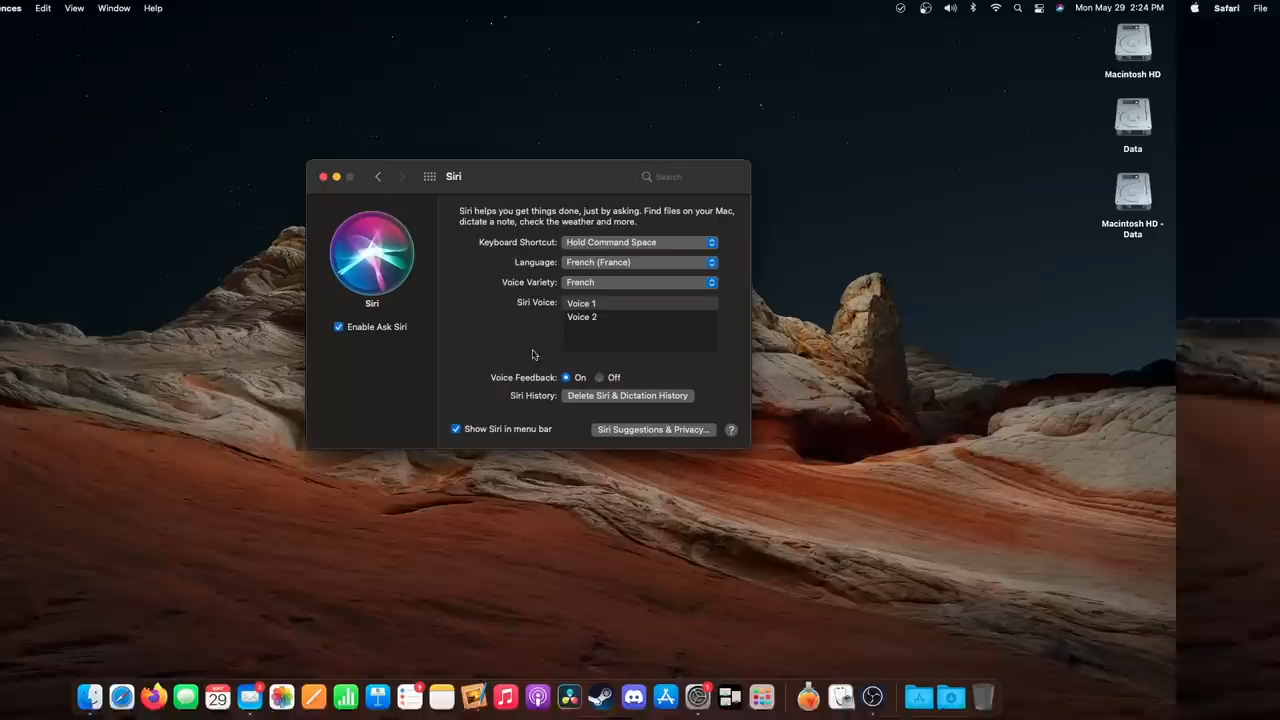 ences Edit View Window Help Mon May 29 2:24 PM Safari File
Macintosh HD
Data
Macintosh HD -
Data
Siri
Search
Siri
Enable Ask Siri
Siri helps you get things done, just by asking. Find files on your Mac,
dictate a note, check the weather and more.
Keyboard Shortcut: Hold Command Space
Language: French (France)
Voice Variety: French
Siri Voice: Voice 1
Voice 2
Voice Feedback: On Off
Siri History: Delete Siri & Dictation History
Show Siri in menu bar
Siri Suggestions & Privacy... ?
MAY
29